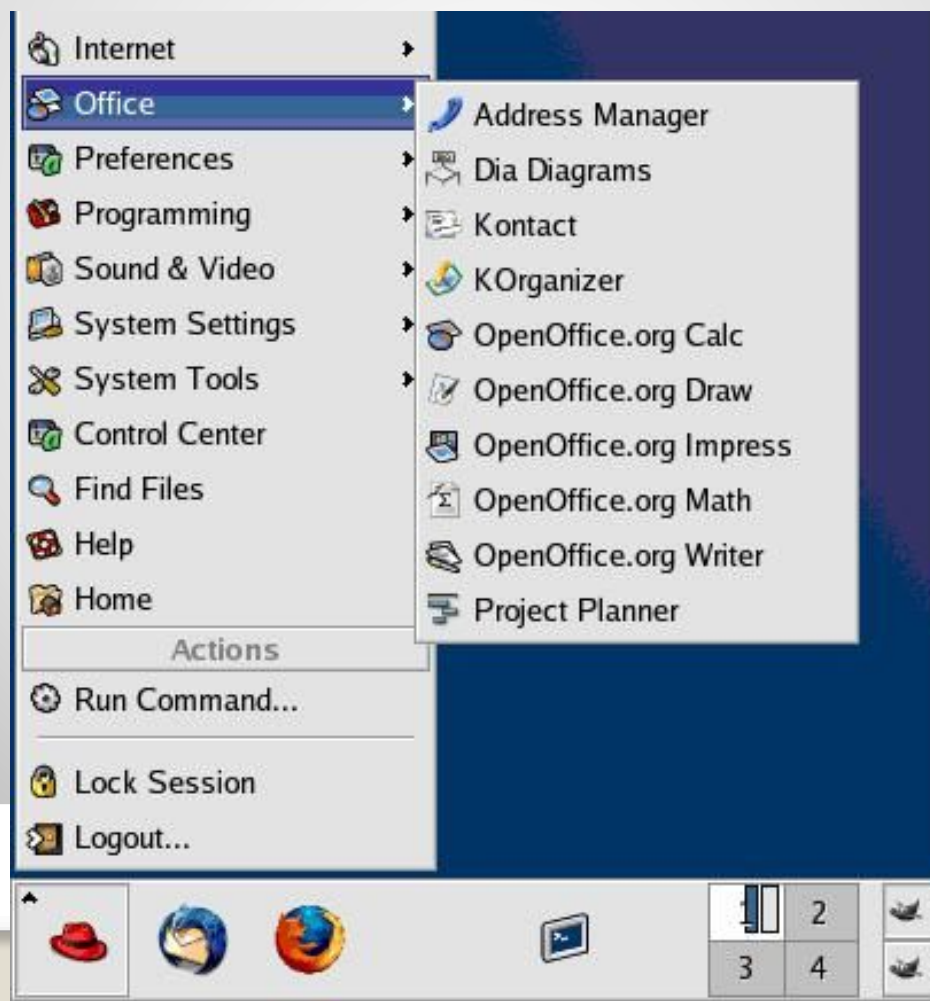 Internet
Office
Preferences
Programming
Sound & Video
System Settings
System Tools
Control Center
Find Files
Help
Home
Actions
Run Command...
Lock Session
Logout...
Address Manager
Dia Diagrams
Kontact
KOrganizer
OpenOffice.org Calc
OpenOffice.org Draw
OpenOffice.org Impress
OpenOffice.org Math
OpenOffice.org Writer
Project Planner
2
3 4